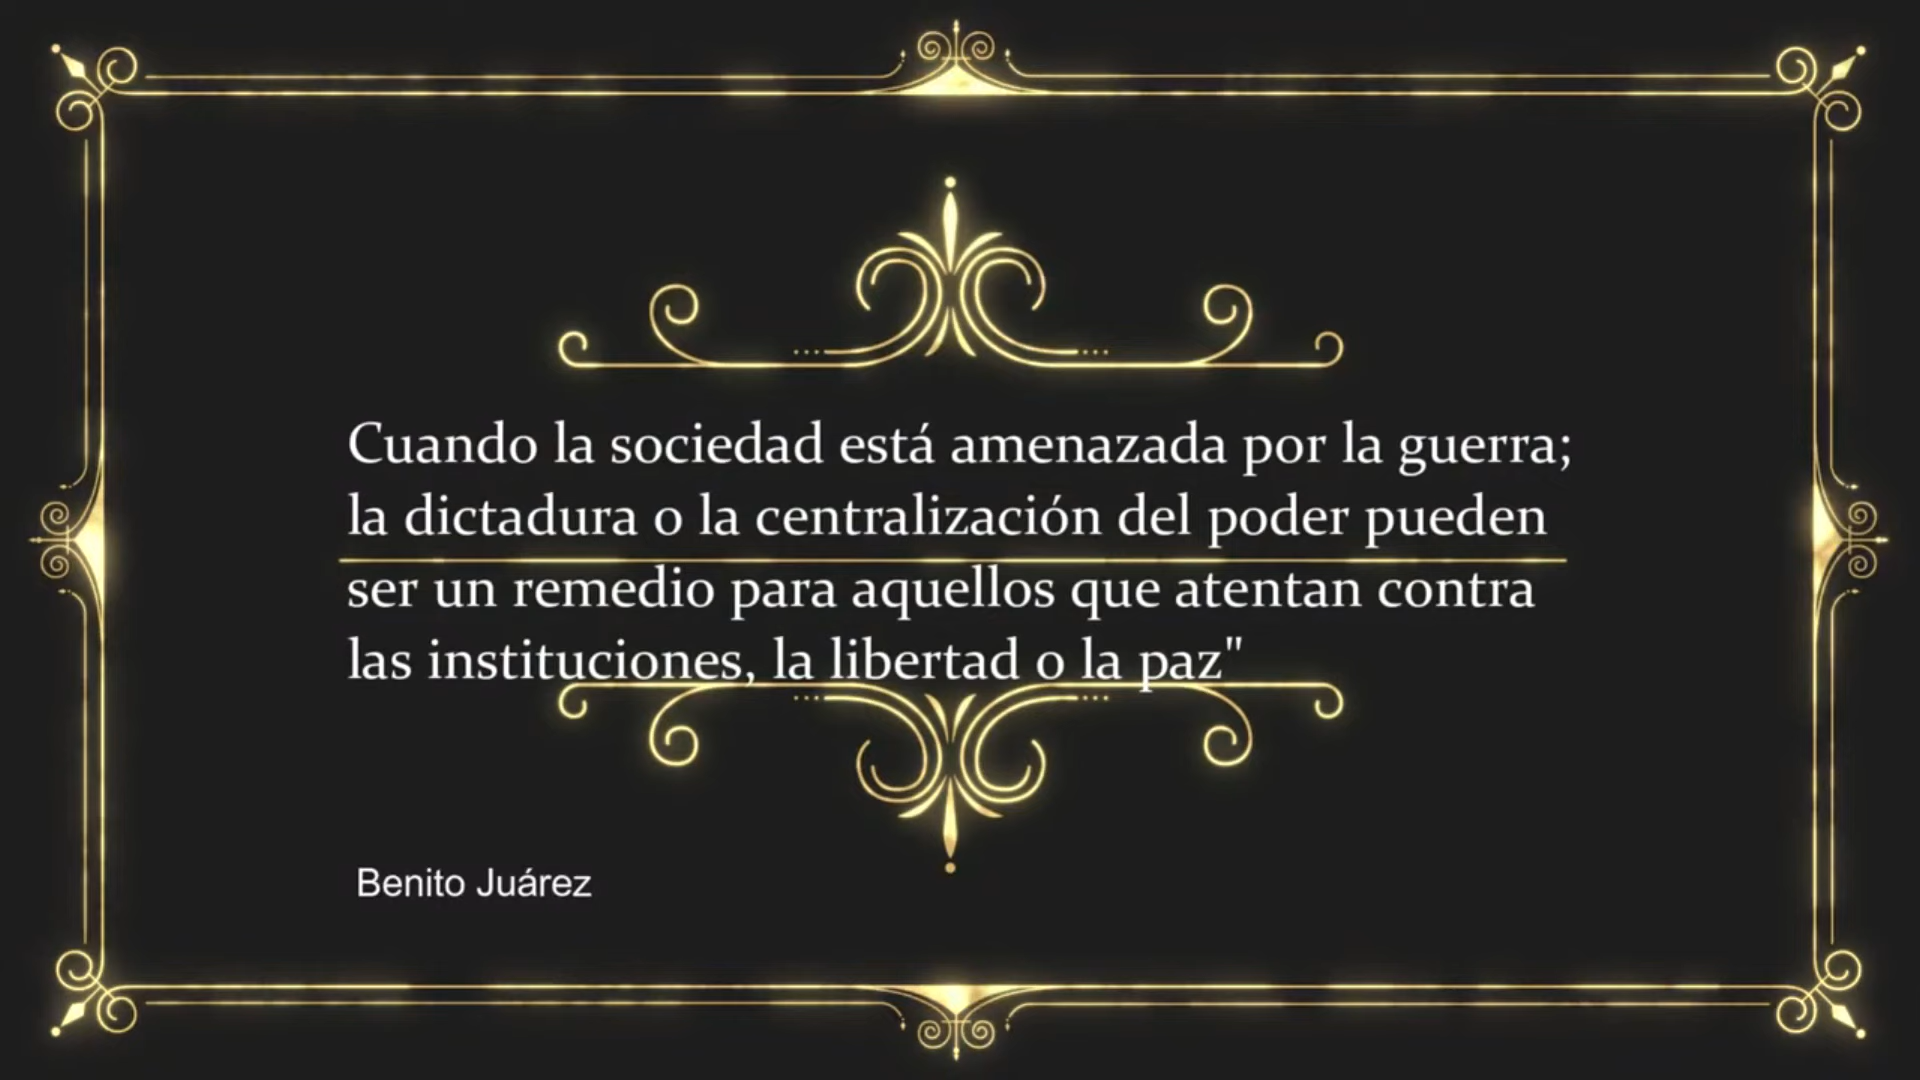 Cuando la sociedad está amenazada por la guerra;
la dictadura o la centralización del poder pueden
ser un remedio para aquellos que atentan contra
las instituciones, la libertad o la paz"
Benito Juárez